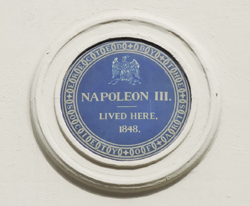 NAPOLEON III.
LIVED HERE,
1848.